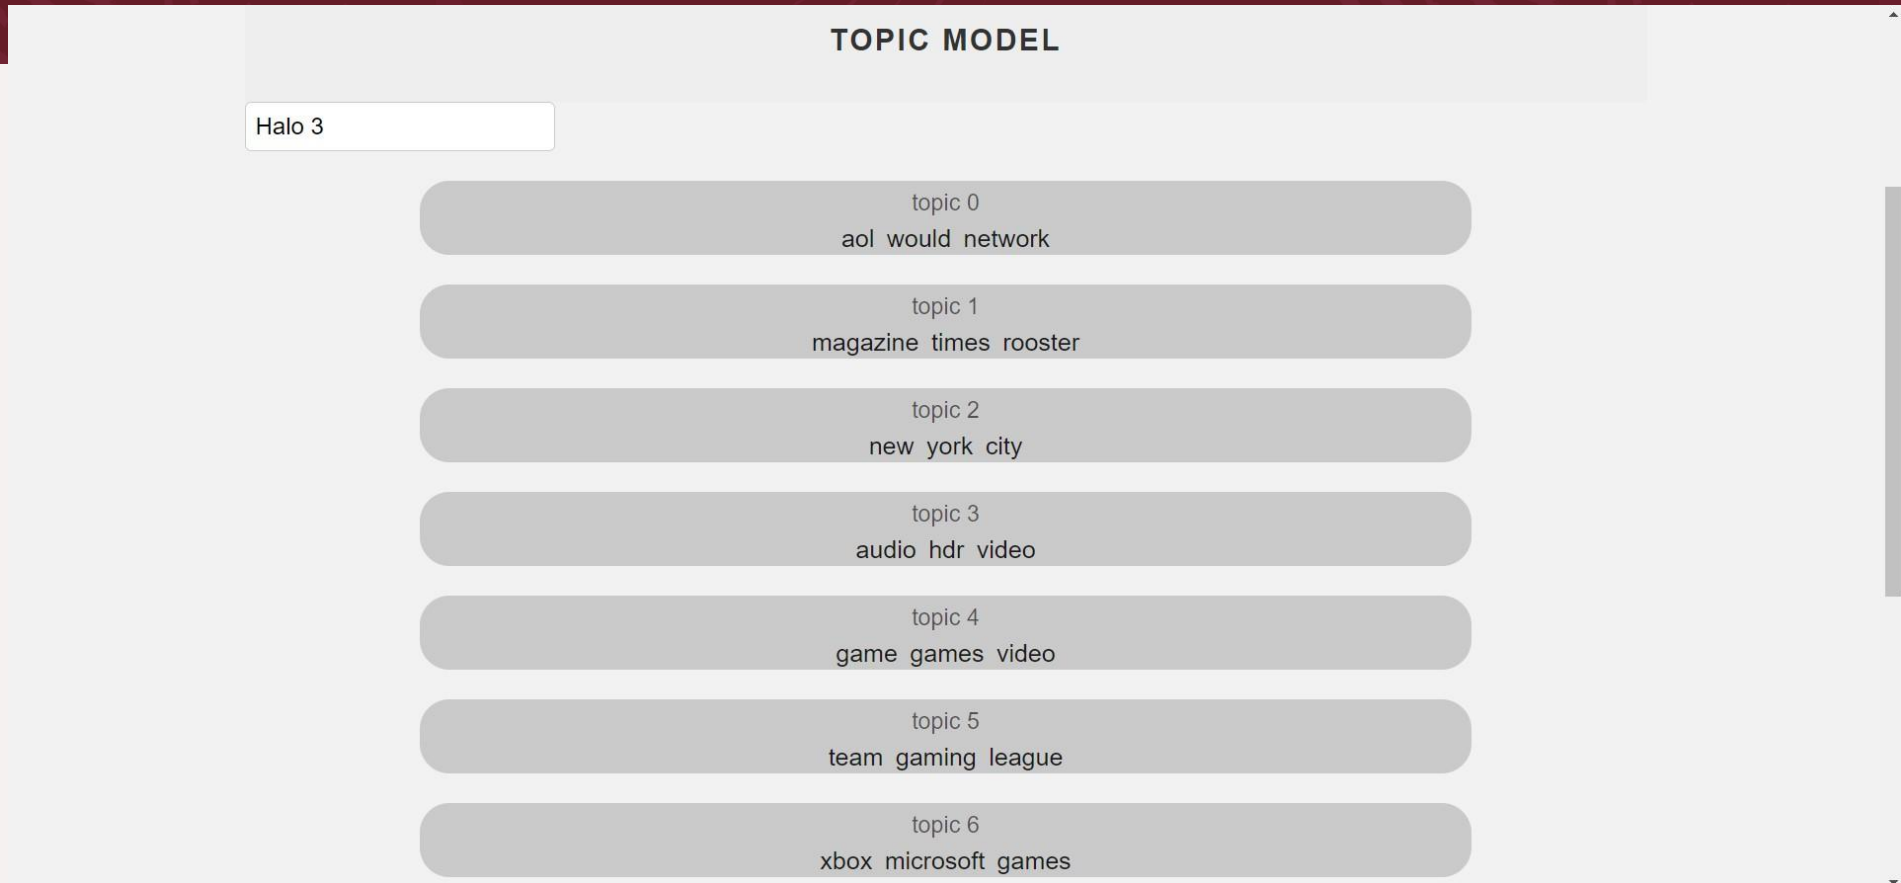 TOPIC MODEL
Halo 3
topic 0
aol would network
topic 1
magazine times rooster
topic 2
new york city
topic 3
audio hdr video
topic 4
game games video
topic 5
team gaming league
topic 6
xbox microsoft games